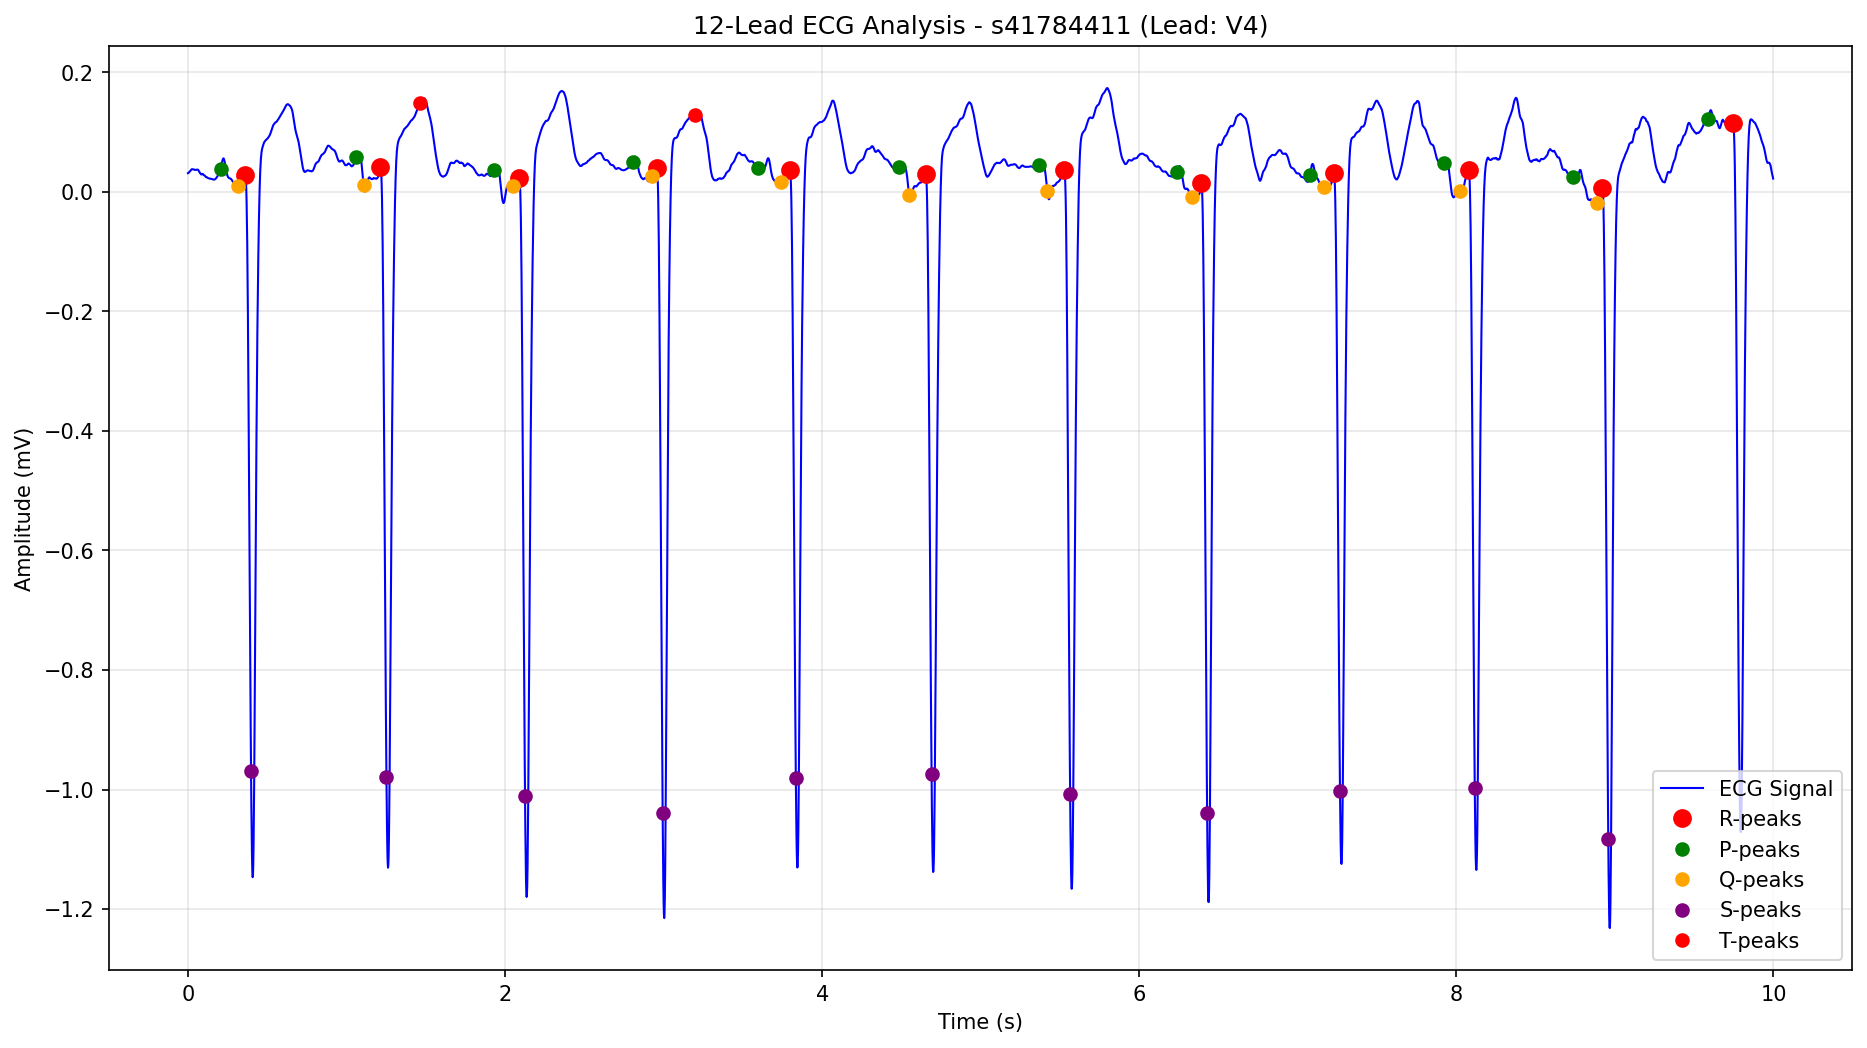 12-Lead ECG Analysis - s41784411 (Lead: V4)
Amplitude (mV)
0.2
0.0
−0.2
−0.4
−0.6
−0.8
−1.0
−1.2
ECG Signal
R-peaks
P-peaks
Q-peaks
S-peaks
T-peaks
0 2 4 6 8 10
Time (s)